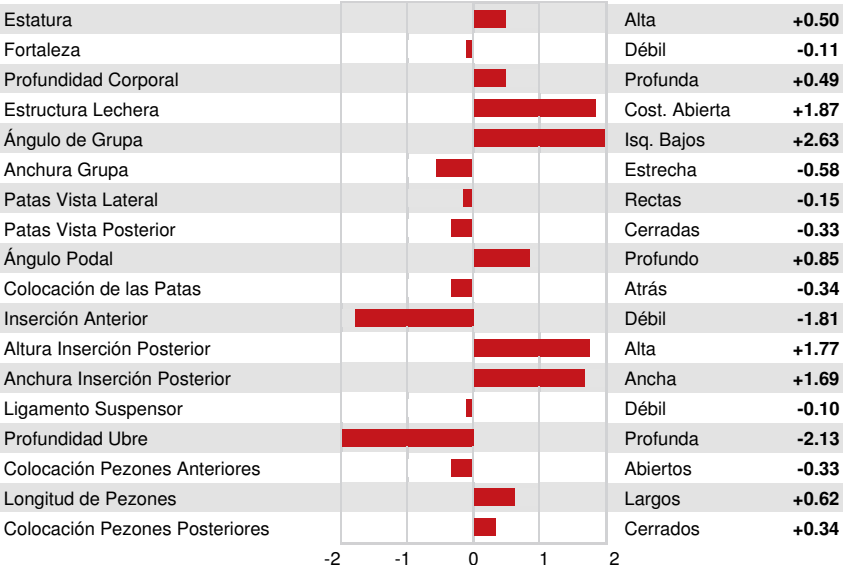 Estatura Alta +0.50
Fortaleza Débil -0.11
Profundidad Corporal Profunda +0.49
Estructura Lechera Cost. Abierta +1.87
Ángulo de Grupa Isq. Bajos +2.63
Anchura Grupa Estrecha -0.58
Patas Vista Lateral Rectas -0.15
Patas Vista Posterior Cerradas -0.33
Ángulo Podal Profundo +0.85
Colocación de las Patas Atrás -0.34
Inserción Anterior Débil -1.81
Altura Inserción Posterior Alta +1.77
Anchura Inserción Posterior Ancha +1.69
Ligamento Suspensor Débil -0.10
Profundidad Ubre Profunda -2.13
Colocación Pezones Anteriores Abiertos -0.33
Longitud de Pezones Largos +0.62
Colocación Pezones Posteriores Cerrados +0.34
-2 -1 0 1 2